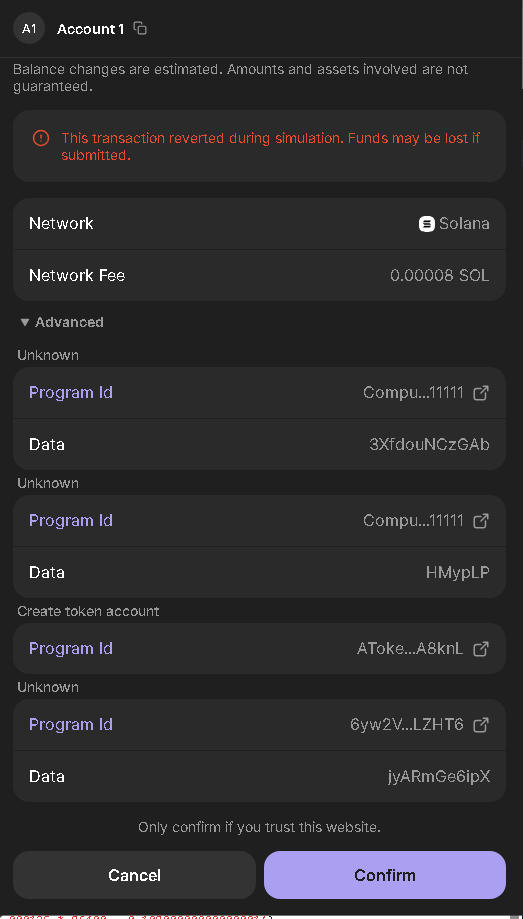 A1 Account 1
Balance changes are estimated. Amounts and assets involved are not
guaranteed.
This transaction reverted during simulation. Funds may be lost if
submitted.
Network Solana
Network Fee 0.00008 SOL
▼ Advanced
Unknown
Program Id Compu...11111
Data 3XfdouNCzGAb
Unknown
Program Id Compu...11111
Data HMypLP
Create token account
Program Id AToke...A8knL
Unknown
Program Id 6yw2V...LZHT6
Data jyARmGe6ipX
Only confirm if you trust this website.
Cancel Confirm